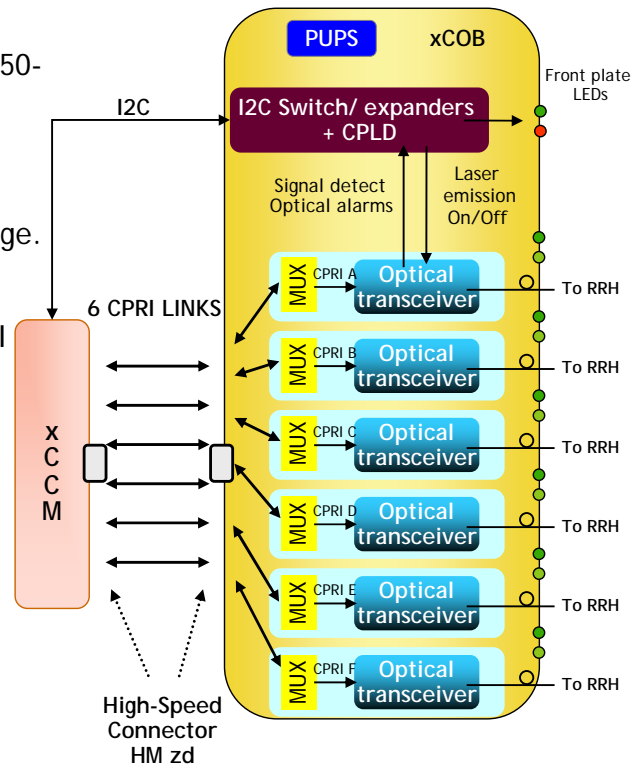 PUPS
xCOB
50-
Front plate
LEDs
I2C
I2C Switch/ expanders
+ CPLD
Signal detect
Optical alarms
Laser
emission
On/Off
ge.
6 CPRI LINKS
l
x
C
C
M
MUX
CPRI A
Optical
transceiver
To RRH
MUX
CPRI B
Optical
transceiver
To RRH
MUX
CPRI C
Optical
transceiver
To RRH
MUX
CPRI D
Optical
transceiver
To RRH
MUX
CPRI E
Optical
transceiver
To RRH
MUX
CPRI F
Optical
transceiver
To RRH
High-Speed
Connector
HM zd